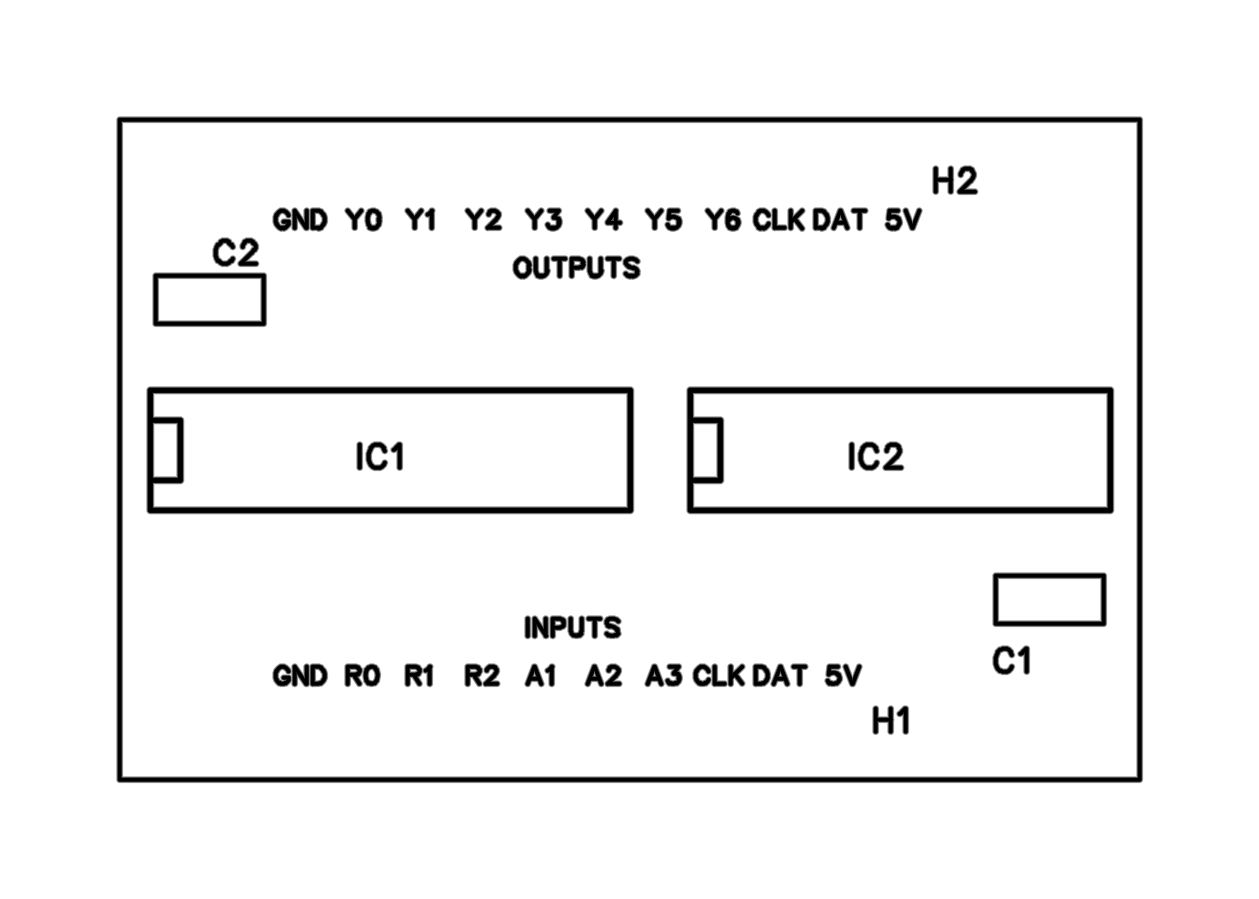 H2
GND Y0 Y1 Y2 Y3 Y4 Y5 Y6 CLK DAT 5V
C2
OUTPUTS
IC1
IC2
INPUTS
C1
GND R0 R1 R2 A1 A2 A3 CLK DAT 5V
H1